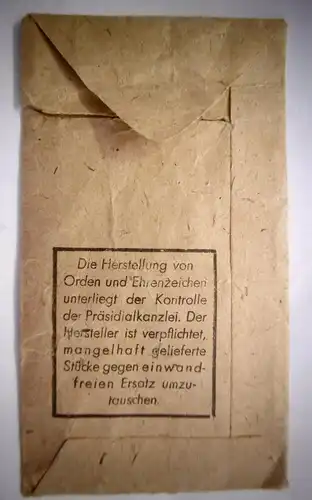 Die Herstellung von
Orden und Ehrenzeichen
unterliegt der Kontrolle
der Präsidialkanzlei. Der
Hersteller ist verpflichtet,
mangelhaft gelieferte
Stücke gegen einwand-
freien Ersatz umzu-
tauschen.